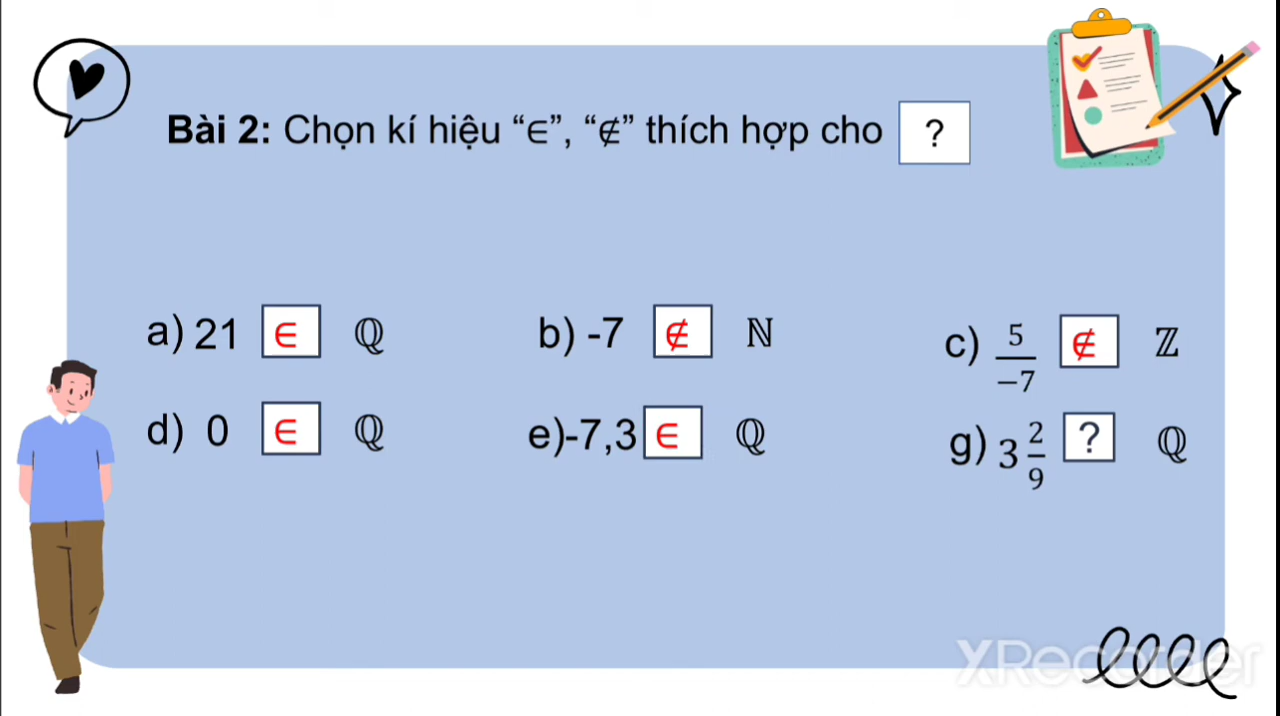 Bài 2: Chọn kí hiệu “∈”, “∉” thích hợp cho ?
a) 21 ∈ ℚ b) -7 ∉ ℕ c) 5/−7 ∉ ℤ
d) 0 ∈ ℚ e)-7,3 ∈ ℚ g) 3 2/9 ? ℚ
XRecorder